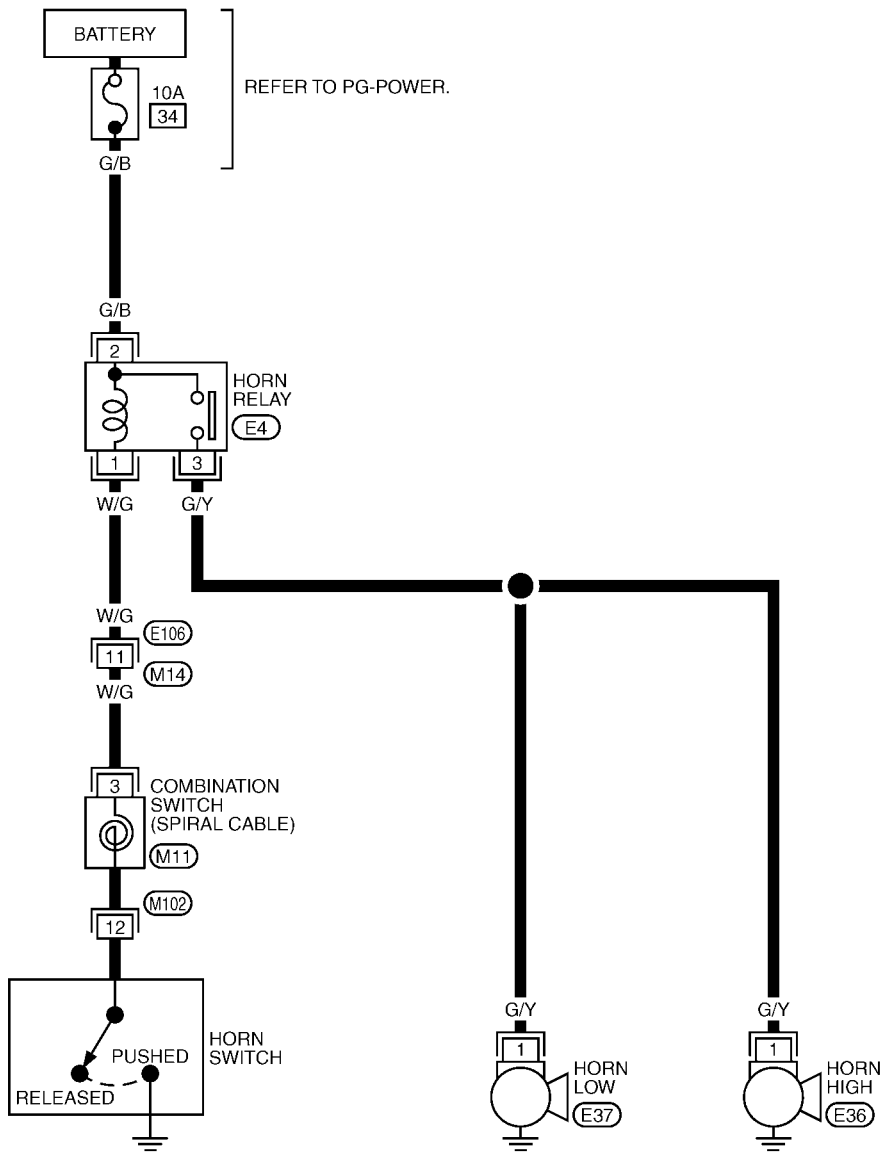 BATTERY
10A
34
REFER TO PG-POWER.
G/B
G/B
2
HORN
RELAY
E4
1
3
W/G
G/Y
W/G
E106
11
M14
W/G
3
COMBINATION
SWITCH
(SPIRAL CABLE)
M11
M102
12
HORN
SWITCH
PUSHED
RELEASED
G/Y
1
HORN
LOW
E37
G/Y
1
HORN
HIGH
E36